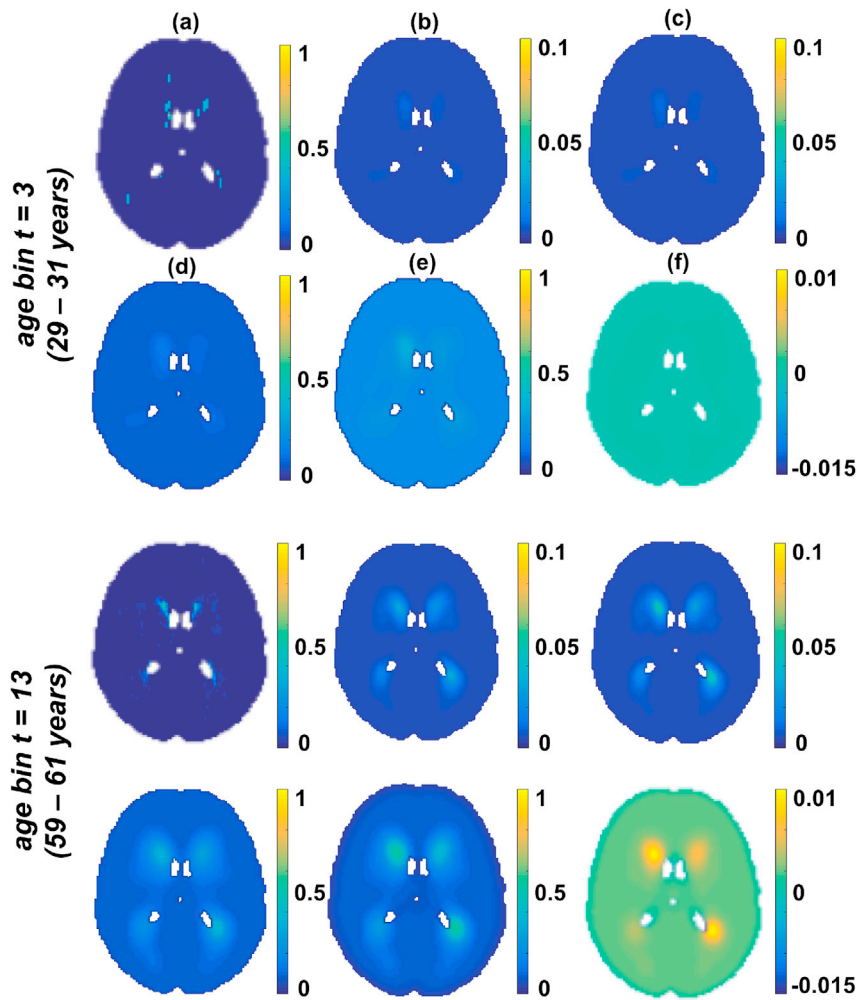 (a) (b) (c)
1 0.1 0.1
0.5 0.05 0.05
0 0 0
(d) (e) (f)
1 1 0.01
0.5 0.5 0
0 0 -0.015
age bin t = 3
(29 – 31 years)
1 0.1 0.1
0.5 0.05 0.05
0 0 0
1 1 0.01
0.5 0.5 0
0 0 -0.015
age bin t = 13
(59 – 61 years)